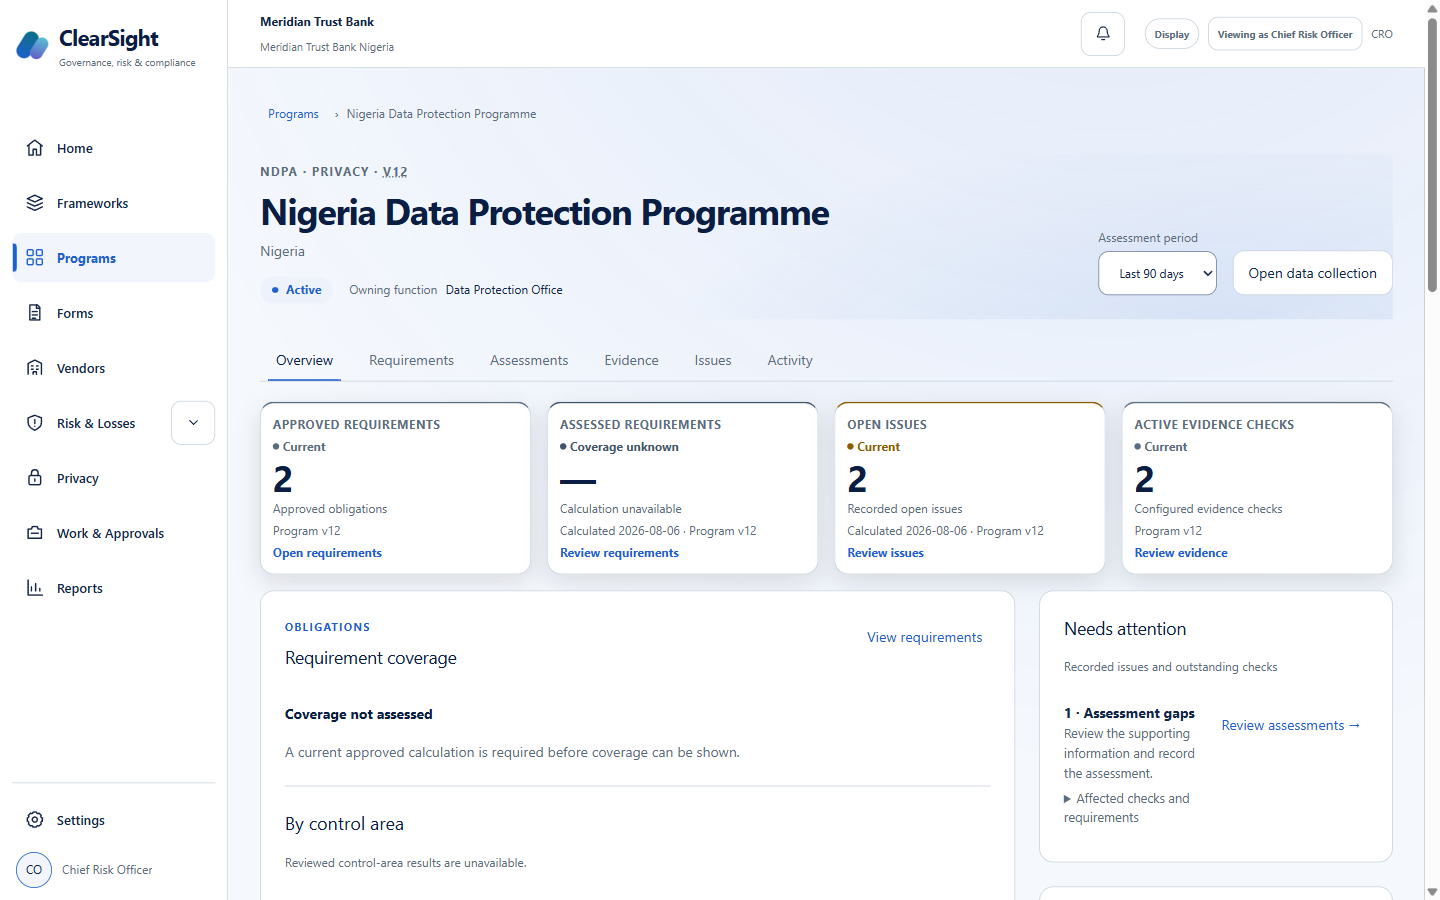 ClearSight
Governance, risk & compliance
Home
Frameworks
Programs
Forms
Vendors
Risk & Losses
Privacy
Work & Approvals
Reports
Settings
CO
Chief Risk Officer
Meridian Trust Bank
Meridian Trust Bank Nigeria
Display
Viewing as Chief Risk Officer
CRO
Programs › Nigeria Data Protection Programme
NDPA · PRIVACY · V12
Nigeria Data Protection Programme
Nigeria
Active
Owning function Data Protection Office
Assessment period
Last 90 days
Open data collection
Overview
Requirements
Assessments
Evidence
Issues
Activity
APPROVED REQUIREMENTS
Current
2
Approved obligations
Program v12
Open requirements
ASSESSED REQUIREMENTS
Coverage unknown
—
Calculation unavailable
Calculated 2026-08-06 · Program v12
Review requirements
OPEN ISSUES
Current
2
Recorded open issues
Calculated 2026-08-06 · Program v12
Review issues
ACTIVE EVIDENCE CHECKS
Current
2
Configured evidence checks
Program v12
Review evidence
OBLIGATIONS
Requirement coverage
View requirements
Coverage not assessed
A current approved calculation is required before coverage can be shown.
By control area
Reviewed control-area results are unavailable.
Needs attention
Recorded issues and outstanding checks
1 · Assessment gaps
Review the supporting
information and record
the assessment.
Review assessments →
▶ Affected checks and
requirements